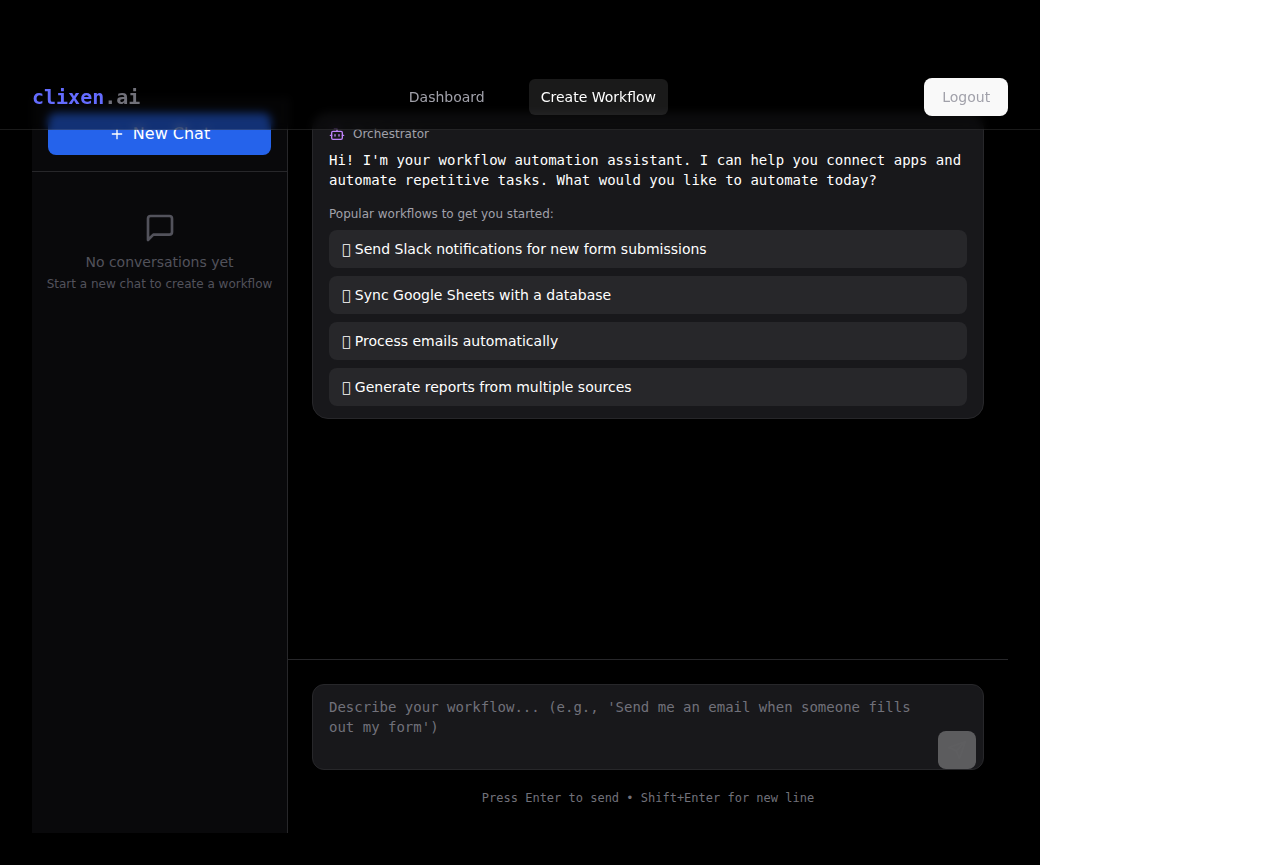 clixen.ai
Dashboard
Create Workflow
Logout
+ New Chat
No conversations yet
Start a new chat to create a workflow
Orchestrator
Hi! I'm your workflow automation assistant. I can help you connect apps and
automate repetitive tasks. What would you like to automate today?
Popular workflows to get you started:
Send Slack notifications for new form submissions
Sync Google Sheets with a database
Process emails automatically
Generate reports from multiple sources
Describe your workflow... (e.g., 'Send me an email when someone fills
out my form')
Press Enter to send • Shift+Enter for new line